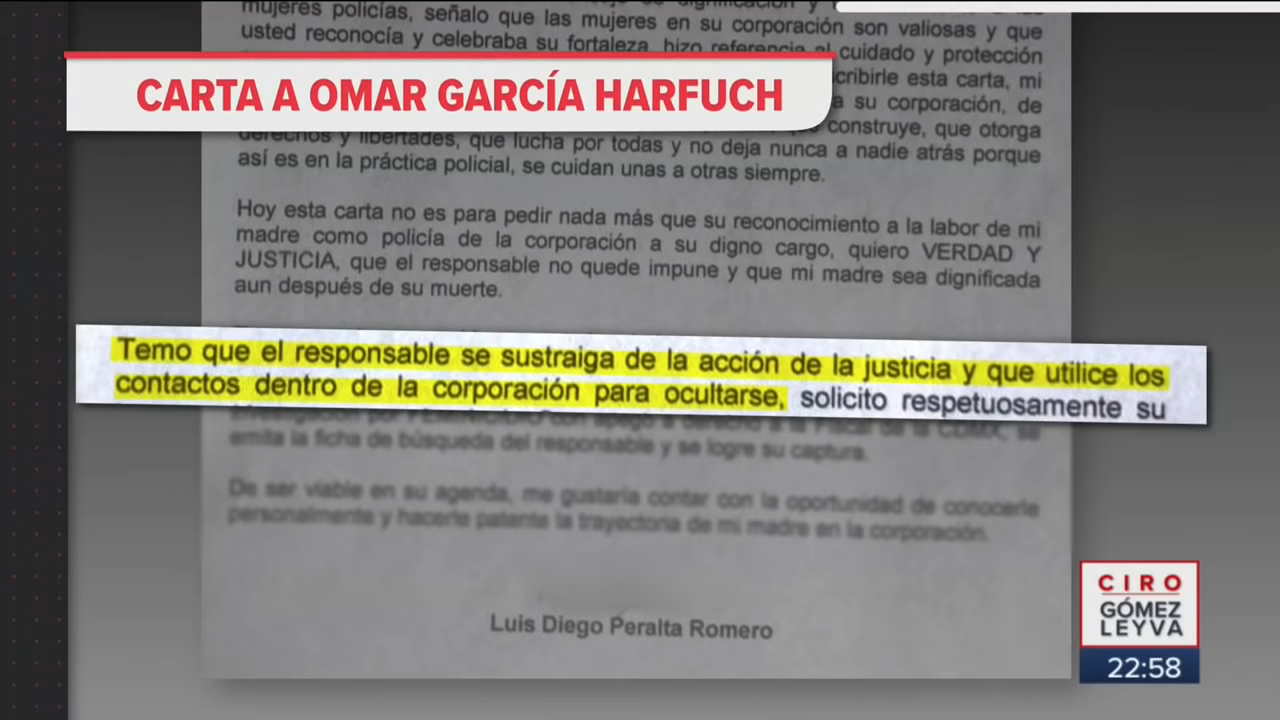 mujeres policías, señalo que las mujeres en su corporación son valiosas y que
usted reconocía y celebraba su fortaleza, hizo referencia al cuidado y protección
CARTA A OMAR GARCÍA HARFUCH
cribirle esta carta, mi
a su corporación, de
construye, que otorga
derechos y libertades, que lucha por todas y no deja nunca a nadie atrás porque
así es en la práctica policial, se cuidan unas a otras siempre.
Hoy esta carta no es para pedir nada más que su reconocimiento a la labor de mi
madre como policía de la corporación a su digno cargo, quiero VERDAD Y
JUSTICIA, que el responsable no quede impune y que mi madre sea dignificada
aun después de su muerte.
Temo que el responsable se sustraiga de la acción de la justicia y que utilice los
contactos dentro de la corporación para ocultarse, solicito respetuosamente su
emita la ficha de búsqueda del responsable y se logre su captura.
De ser viable en su agenda, me gustaría contar con la oportunidad de conocerle
personalmente y hacerle patente la trayectoria de mi madre en la corporación.
Luis Diego Peralta Romero
CIRO
GÓMEZ
LEYVA
22:58